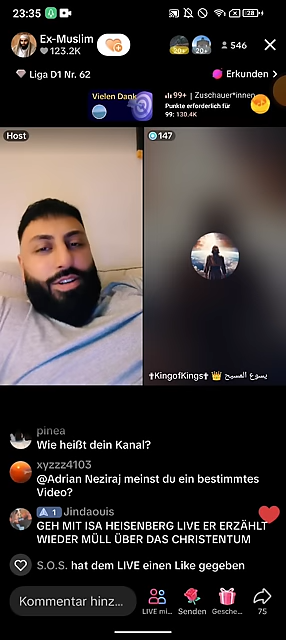 23:35
28
Ex-Muslim
123.2K
20+
20+
546
Liga D1 Nr. 62
Erkunden >
Vielen Dank
99+ | Zuschauer*innen
Punkte erforderlich für
99: 130.4K
Host
147
✝KingofKings✝ 👑 يسوع المسيح
pinea
Wie heißt dein Kanal?
xyzzz4103
@Adrian Neziraj meinst du ein bestimmtes
Video?
1 Jindaouis
GEH MIT ISA HEISENBERG LIVE ER ERZÄHLT
WIEDER MÜLL ÜBER DAS CHRISTENTUM
S.O.S. hat dem LIVE einen Like gegeben
Kommentar hinz...
LIVE mi...
Senden
Gesche...
75